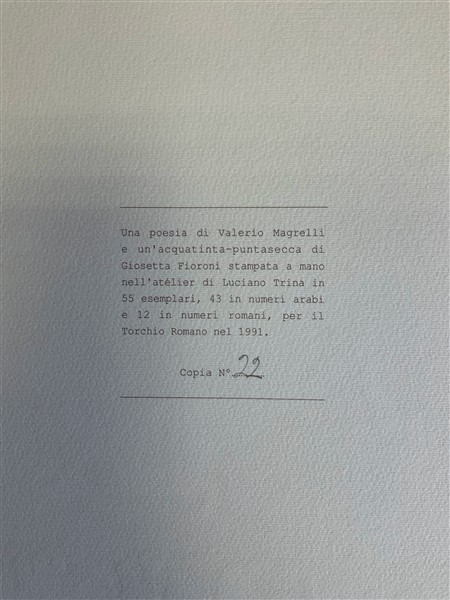 Una poesia di Valerio Magrelli
e un'acquatinta-puntasecca di
Giosetta Fioroni stampata a mano
nell'atélier di Luciano Trina in
55 esemplari, 43 in numeri arabi
e 12 in numeri romani, per il
Torchio Romano nel 1991.
Copia N° 22